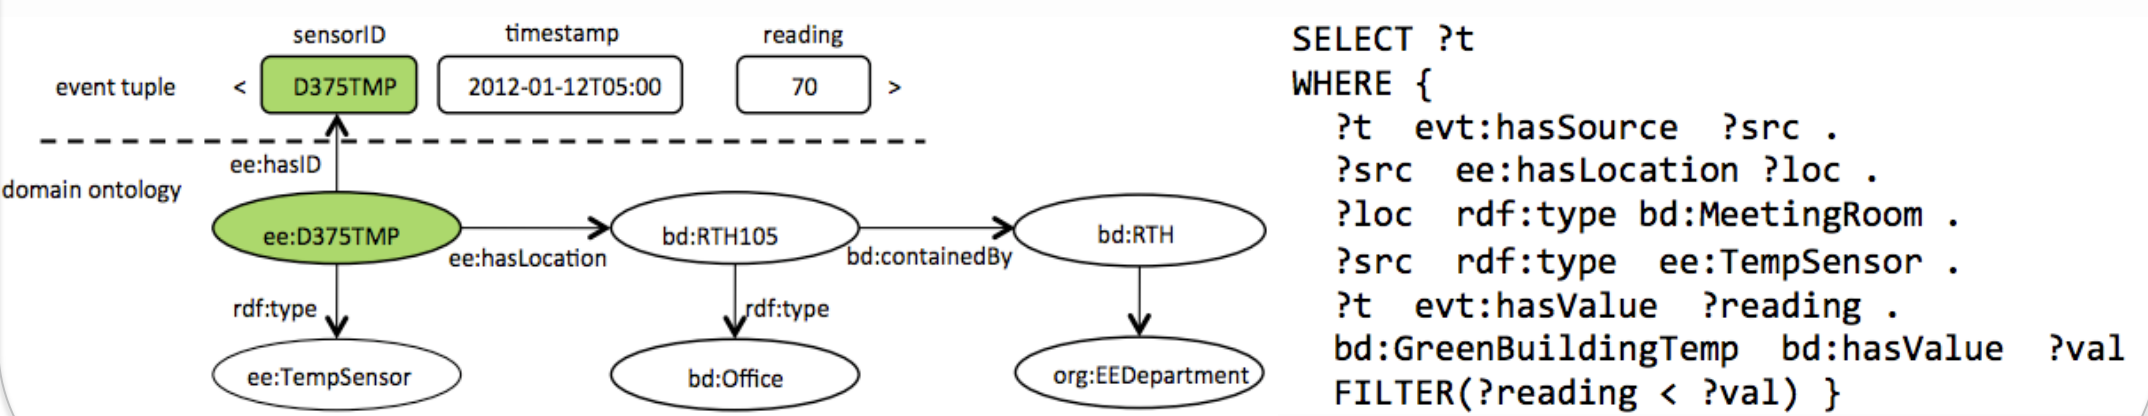 sensorID timestamp reading
event tuple < D375TMP 2012-01-12T05:00 70 >
ee:hasID
domain ontology
ee:D375TMP bd:RTH105 bd:RTH
ee:hasLocation bd:containedBy
rdf:type rdf:type
ee:TempSensor bd:Office org:EEDepartment
SELECT ?t
WHERE {
?t evt:hasSource ?src .
?src ee:hasLocation ?loc .
?loc rdf:type bd:MeetingRoom .
?src rdf:type ee:TempSensor .
?t evt:hasValue ?reading .
bd:GreenBuildingTemp bd:hasValue ?val
FILTER(?reading < ?val) }